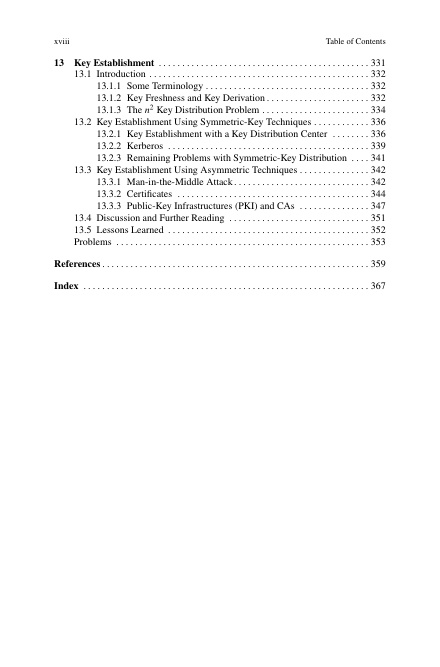 xviii Table of Contents
13 Key Establishment . . . . . . . . . . . . . . . . . . . . . . . . . . . . . . . . . . . . . . . . . . . . . . . 331
13.1 Introduction . . . . . . . . . . . . . . . . . . . . . . . . . . . . . . . . . . . . . . . . . . . . . . . . . 332
13.1.1 Some Terminology . . . . . . . . . . . . . . . . . . . . . . . . . . . . . . . . . . . . 332
13.1.2 Key Freshness and Key Derivation . . . . . . . . . . . . . . . . . . . . . . . 332
13.1.3 The n² Key Distribution Problem . . . . . . . . . . . . . . . . . . . . . . . . 334
13.2 Key Establishment Using Symmetric-Key Techniques . . . . . . . . . . . . 336
13.2.1 Key Establishment with a Key Distribution Center . . . . . . . . 336
13.2.2 Kerberos . . . . . . . . . . . . . . . . . . . . . . . . . . . . . . . . . . . . . . . . . . . . 339
13.2.3 Remaining Problems with Symmetric-Key Distribution . . . . 341
13.3 Key Establishment Using Asymmetric Techniques . . . . . . . . . . . . . . . 342
13.3.1 Man-in-the-Middle Attack . . . . . . . . . . . . . . . . . . . . . . . . . . . . . . 342
13.3.2 Certificates . . . . . . . . . . . . . . . . . . . . . . . . . . . . . . . . . . . . . . . . . . 344
13.3.3 Public-Key Infrastructures (PKI) and CAs . . . . . . . . . . . . . . . 347
13.4 Discussion and Further Reading . . . . . . . . . . . . . . . . . . . . . . . . . . . . . . . 351
13.5 Lessons Learned . . . . . . . . . . . . . . . . . . . . . . . . . . . . . . . . . . . . . . . . . . . . 352
Problems . . . . . . . . . . . . . . . . . . . . . . . . . . . . . . . . . . . . . . . . . . . . . . . . . . . . . . . 353
References . . . . . . . . . . . . . . . . . . . . . . . . . . . . . . . . . . . . . . . . . . . . . . . . . . . . . . . . . 359
Index . . . . . . . . . . . . . . . . . . . . . . . . . . . . . . . . . . . . . . . . . . . . . . . . . . . . . . . . . . . . . . 367